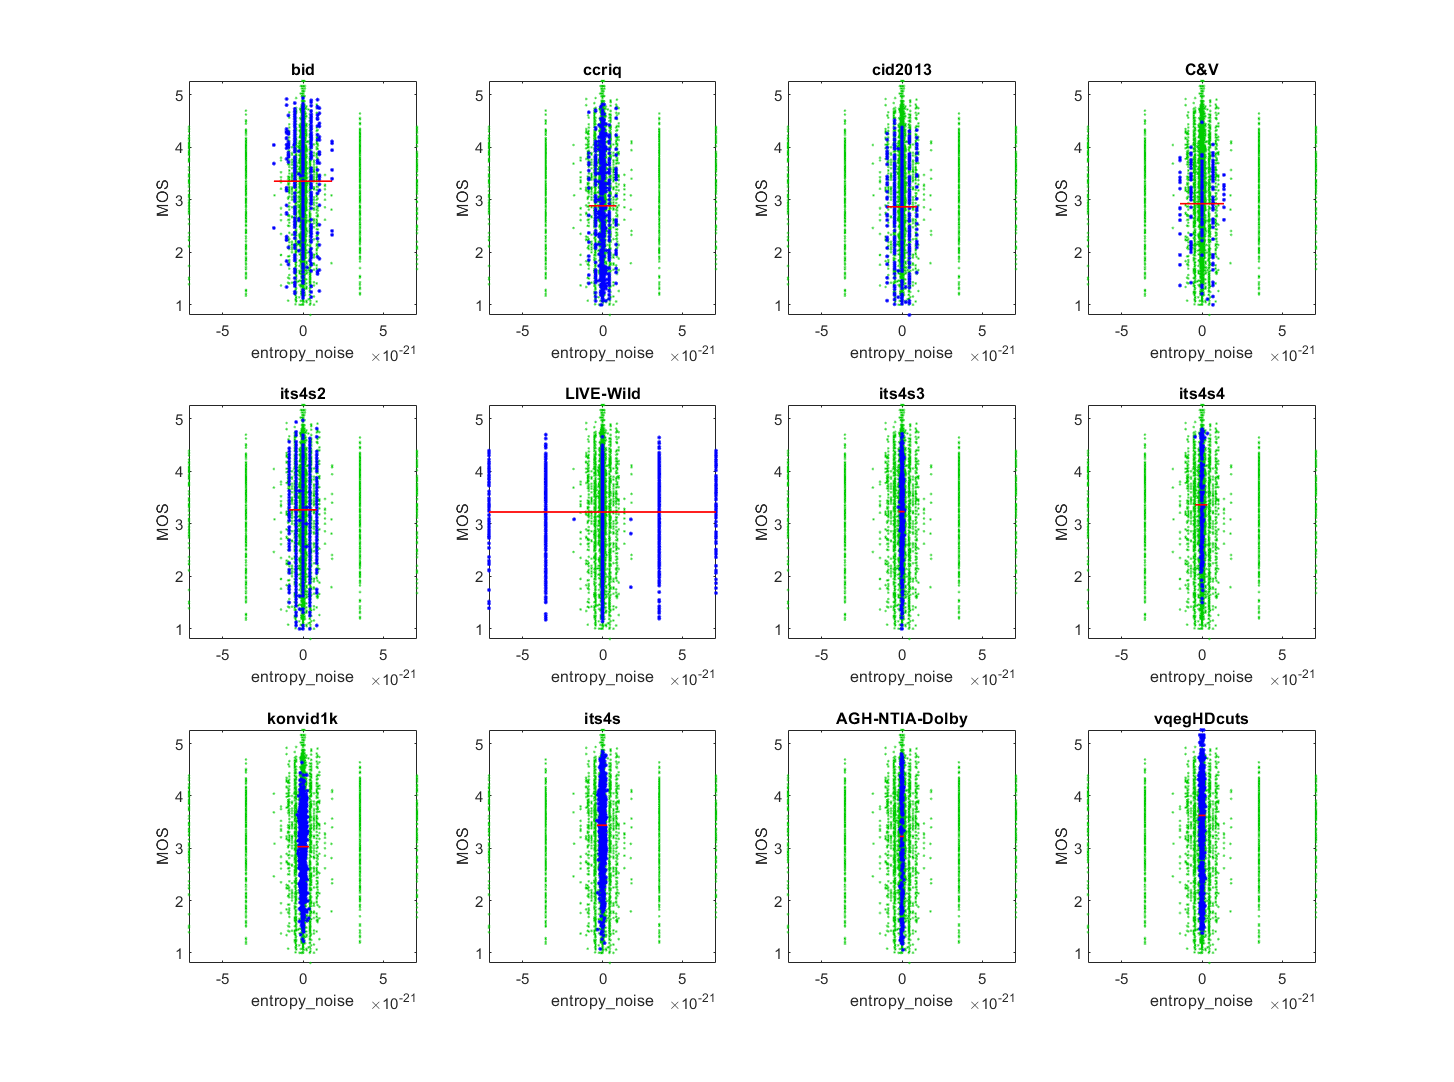 bid
ccriq
cid2013
C&V
5
4
3
2
1
MOS
-5 0 5
entropy_noise ×10-21
5
4
3
2
1
MOS
-5 0 5
entropy_noise ×10-21
5
4
3
2
1
MOS
-5 0 5
entropy_noise ×10-21
5
4
3
2
1
MOS
-5 0 5
entropy_noise ×10-21
its4s2
LIVE-Wild
its4s3
its4s4
5
4
3
2
1
MOS
-5 0 5
entropy_noise ×10-21
5
4
3
2
1
MOS
-5 0 5
entropy_noise ×10-21
5
4
3
2
1
MOS
-5 0 5
entropy_noise ×10-21
5
4
3
2
1
MOS
-5 0 5
entropy_noise ×10-21
konvid1k
its4s
AGH-NTIA-Dolby
vqegHDcuts
5
4
3
2
1
MOS
-5 0 5
entropy_noise ×10-21
5
4
3
2
1
MOS
-5 0 5
entropy_noise ×10-21
5
4
3
2
1
MOS
-5 0 5
entropy_noise ×10-21
5
4
3
2
1
MOS
-5 0 5
entropy_noise ×10-21